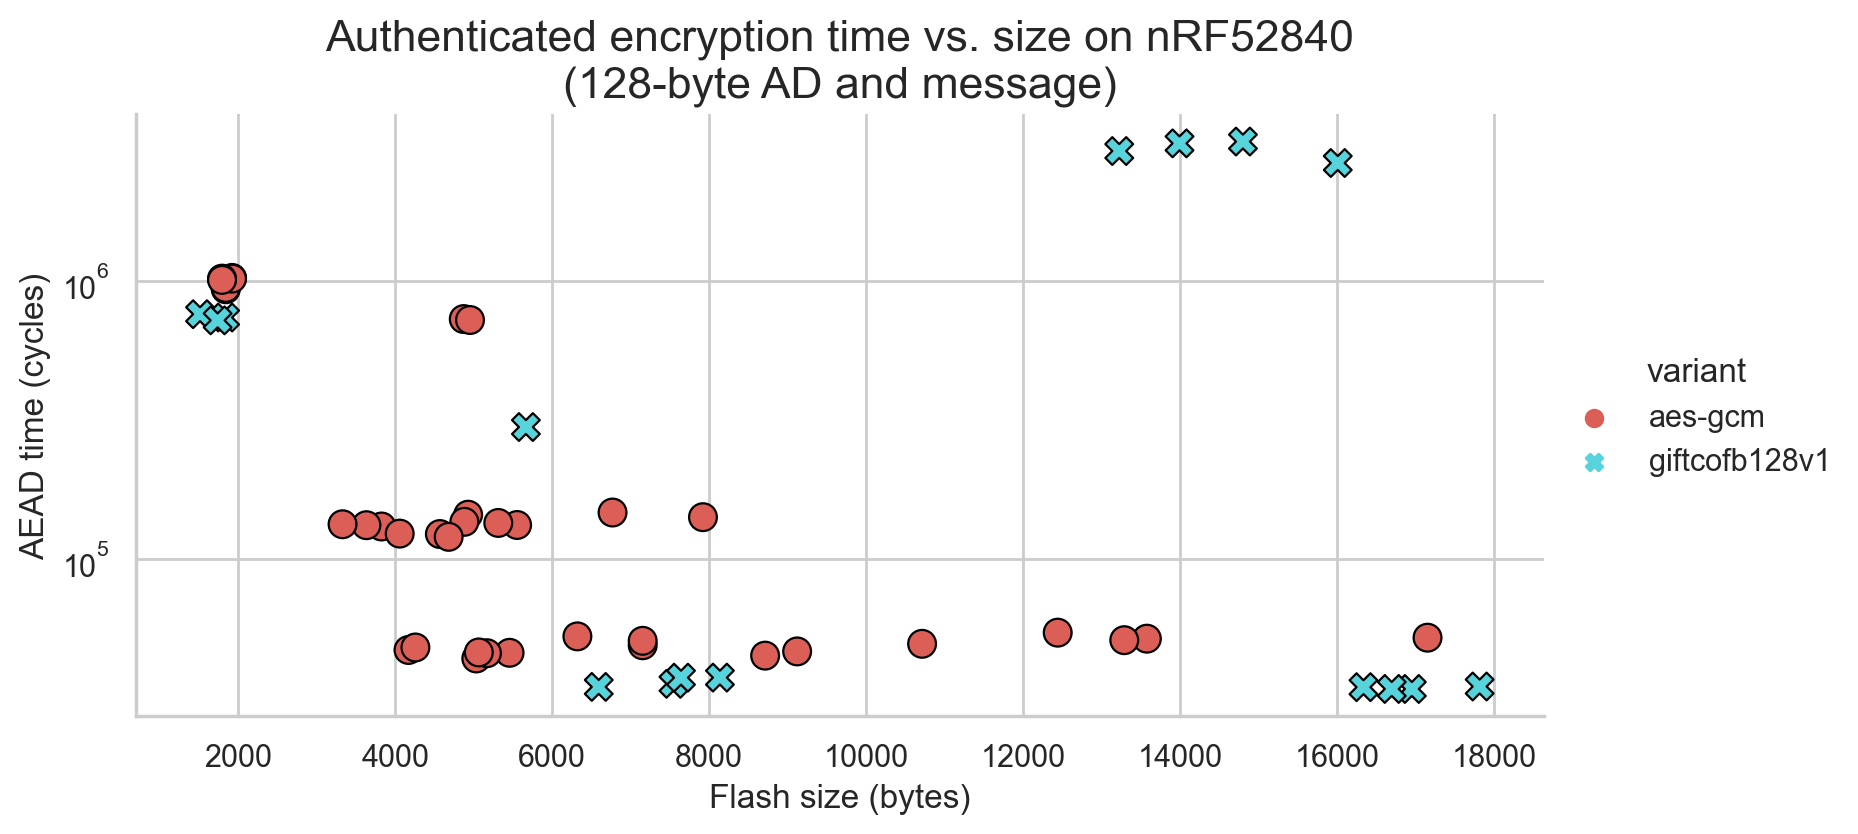 Authenticated encryption time vs. size on nRF52840
(128-byte AD and message)
AEAD time (cycles)
10^6
10^5
2000 4000 6000 8000 10000 12000 14000 16000 18000
Flash size (bytes)
variant
aes-gcm
giftcofb128v1